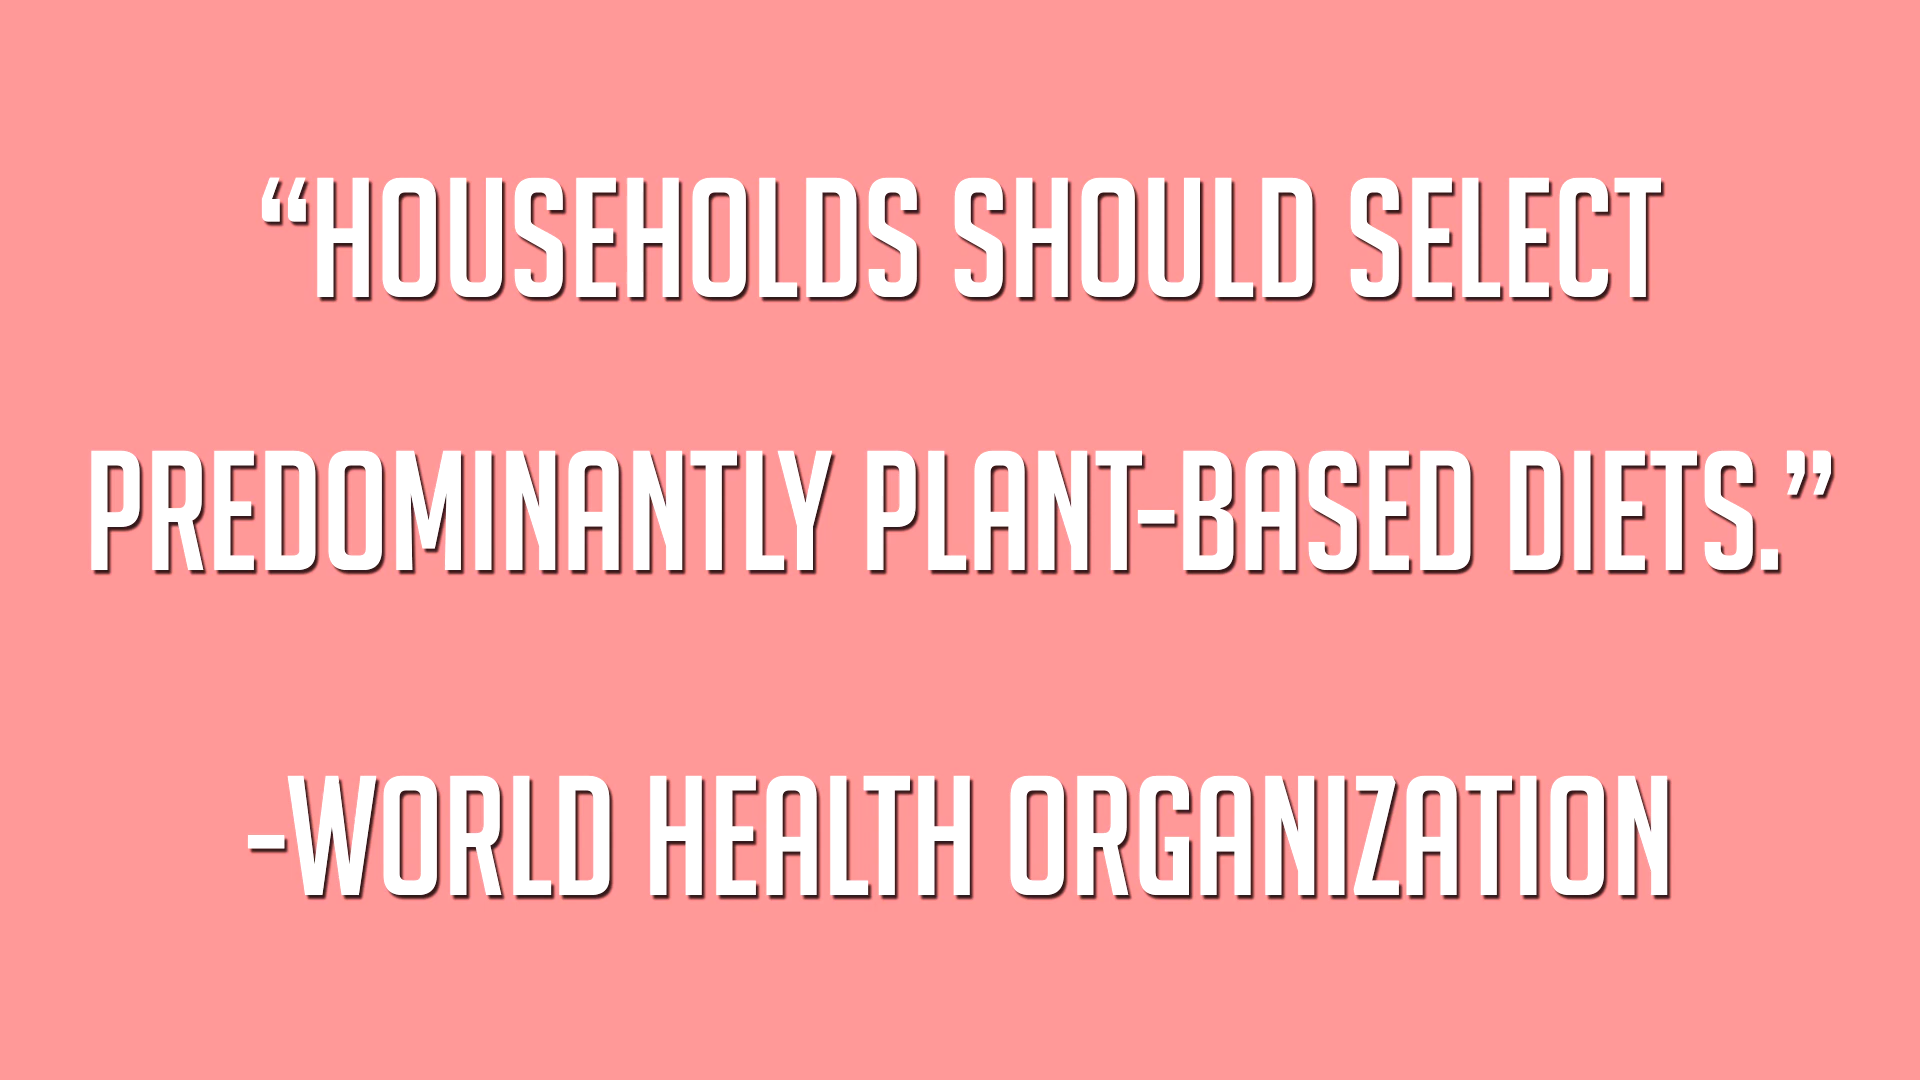 “HOUSEHOLDS SHOULD SELECT
PREDOMINANTLY PLANT-BASED DIETS.”
-WORLD HEALTH ORGANIZATION